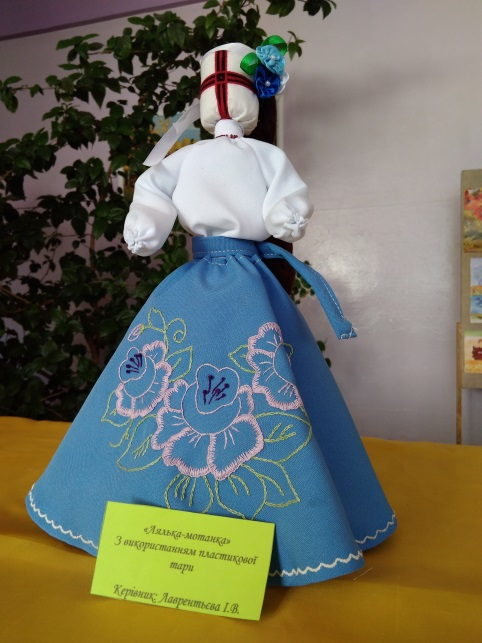 «Лялька-мотанка»
З використанням пластикової
тари
Керівник: Лаврентьєва І.В.